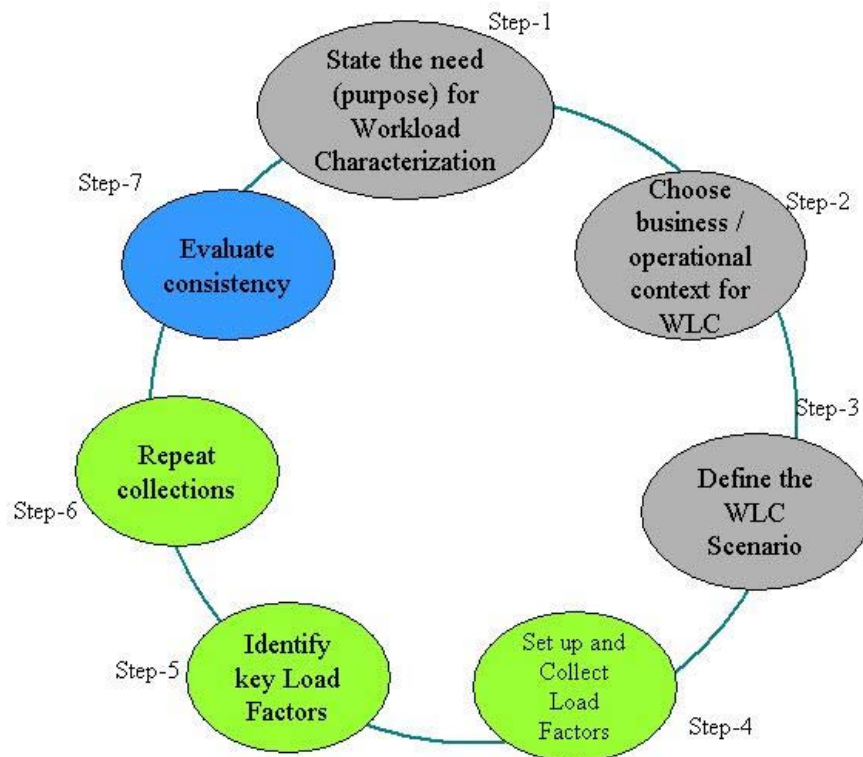 Step-1
State the need
(purpose) for
Workload
Characterization
Step-2
Choose
business /
operational
context for
WLC
Step-3
Define the
WLC
Scenario
Step-4
Set up and
Collect
Load
Factors
Step-5
Identify
key Load
Factors
Step-6
Repeat
collections
Step-7
Evaluate
consistency